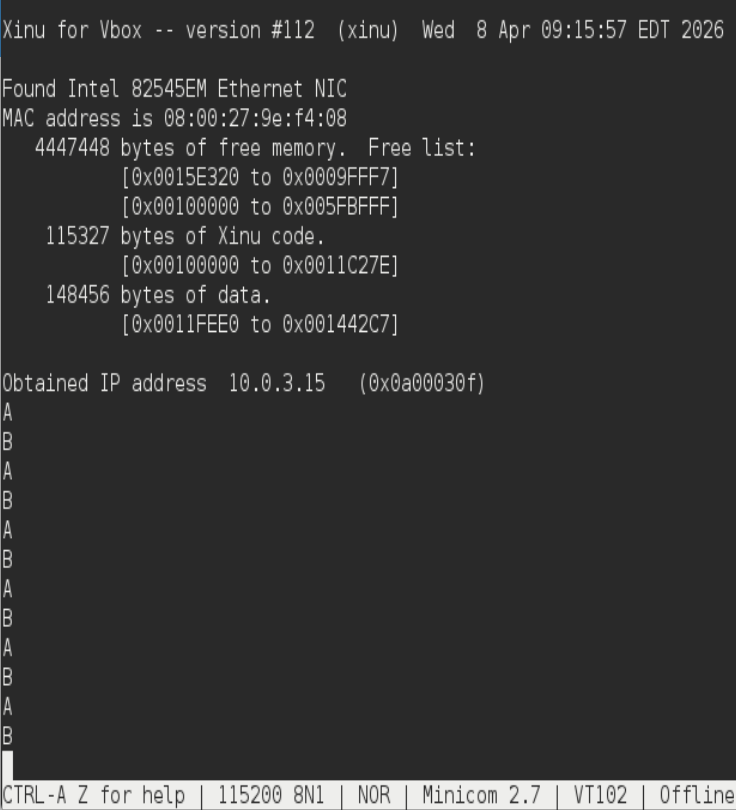 Xinu for Vbox -- version #112  (xinu)  Wed  8 Apr 09:15:57 EDT 2026

Found Intel 82545EM Ethernet NIC
MAC address is 08:00:27:9e:f4:08
   4447448 bytes of free memory.  Free list:
           [0x0015E320 to 0x0009FFF7]
           [0x00100000 to 0x005FBFFF]
    115327 bytes of Xinu code.
           [0x00100000 to 0x0011C27E]
    148456 bytes of data.
           [0x0011FEE0 to 0x001442C7]

Obtained IP address  10.0.3.15   (0x0a00030f)
A
B
A
B
A
B
A
B
A
B
A
B
CTRL-A Z for help | 115200 8N1 | NOR | Minicom 2.7 | VT102 | Offline